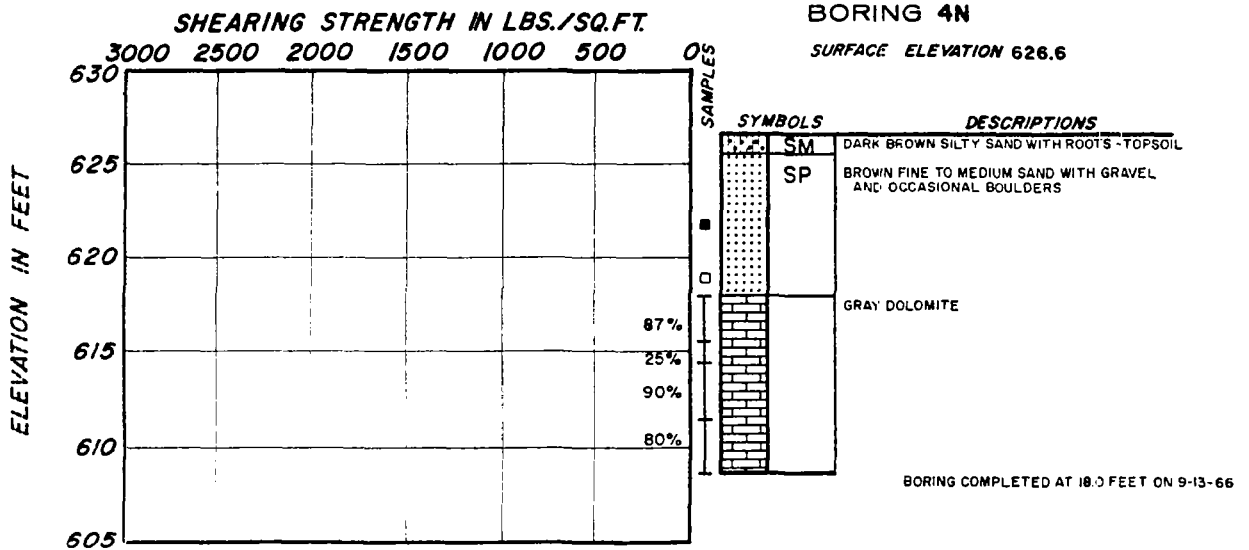 BORING 4N
SURFACE ELEVATION 626.6
SHEARING STRENGTH IN LBS./SQ.FT.
3000 2000 1500 1000 500 0
SAMPLES
SYMBOLS DESCRIPTIONS
ELEVATION IN FEET
630
625
620
615
610
605
SM DARK BROWN SILTY SAND WITH ROOTS - TOPSOIL
SP BROWN FINE TO MEDIUM SAND WITH GRAVEL
AND OCCASIONAL BOULDERS
GRAY DOLOMITE
87%
25%
90%
80%
BORING COMPLETED AT 18.0 FEET ON 9-13-66